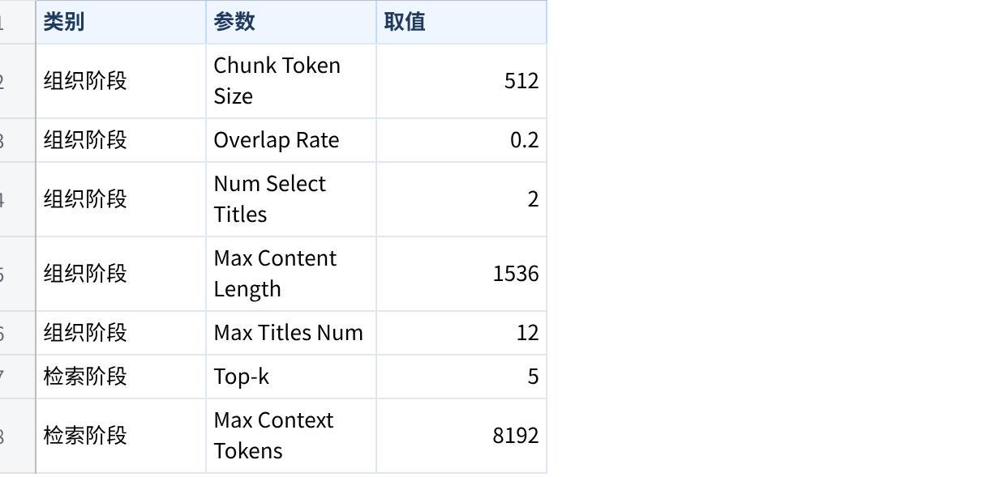 类别 参数 取值
组织阶段 Chunk Token Size 512
组织阶段 Overlap Rate 0.2
组织阶段 Num Select Titles 2
组织阶段 Max Content Length 1536
组织阶段 Max Titles Num 12
检索阶段 Top-k 5
检索阶段 Max Context Tokens 8192